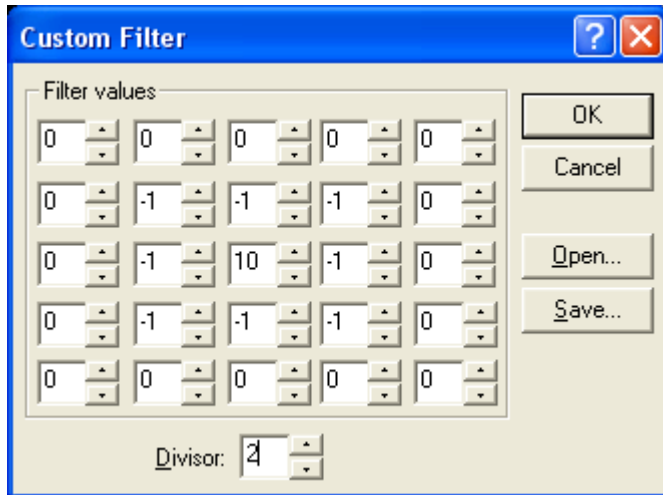 Custom Filter
Filter values
0 0 0 0 0
0 -1 -1 -1 0
0 -1 10 -1 0
0 -1 -1 -1 0
0 0 0 0 0
Divisor: 2
OK
Cancel
Open...
Save...